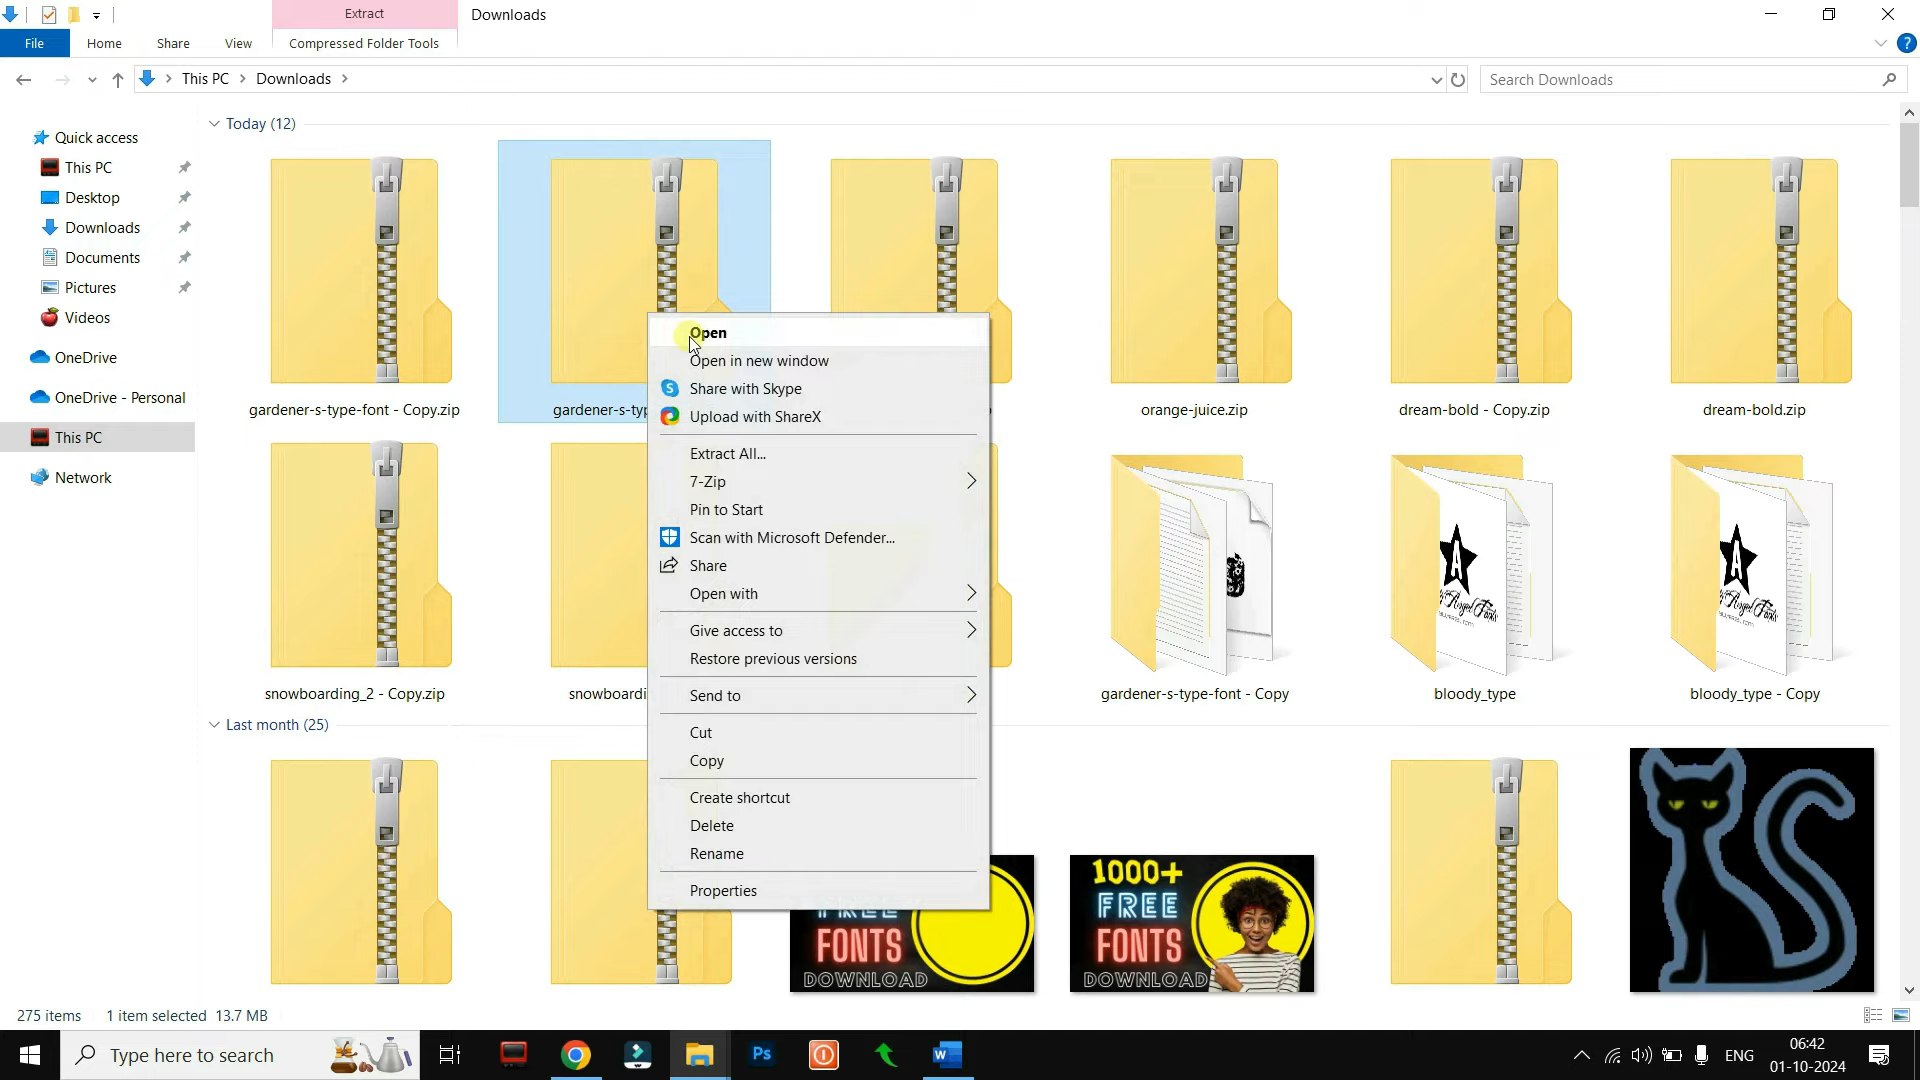 Extract
Downloads
File
Home
Share
View
Compressed Folder Tools
This PC
Downloads
Search Downloads
Quick access
This PC
Desktop
Downloads
Documents
Pictures
Videos
OneDrive
OneDrive - Personal
This PC
Network
Today (12)
gardener-s-type-font - Copy.zip
gardener-s-typ
orange-juice.zip
dream-bold - Copy.zip
dream-bold.zip
snowboarding_2 - Copy.zip
snowboardi
gardener-s-type-font - Copy
bloody_type
bloody_type - Copy
Last month (25)
Open
Open in new window
Share with Skype
Upload with ShareX
Extract All...
7-Zip
Pin to Start
Scan with Microsoft Defender...
Share
Open with
Give access to
Restore previous versions
Send to
Cut
Copy
Create shortcut
Delete
Rename
Properties
FREE
FONTS
DOWNLOAD
1000+
FREE
FONTS
DOWNLOAD
275 items
1 item selected 13.7 MB
Type here to search
Ps
ENG
06:42
01-10-2024